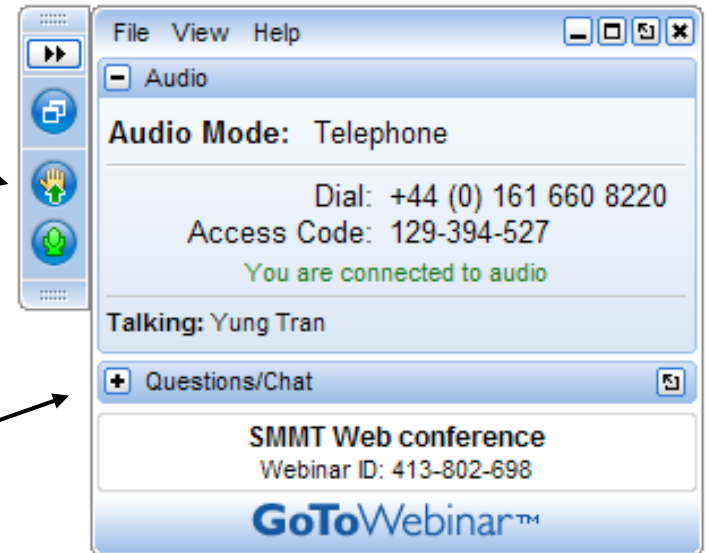 File View Help
Audio
Audio Mode: Telephone
Dial: +44 (0) 161 660 8220
Access Code: 129-394-527
You are connected to audio
Talking: Yung Tran
Questions/Chat
SMMT Web conference
Webinar ID: 413-802-698
GoToWebinar™